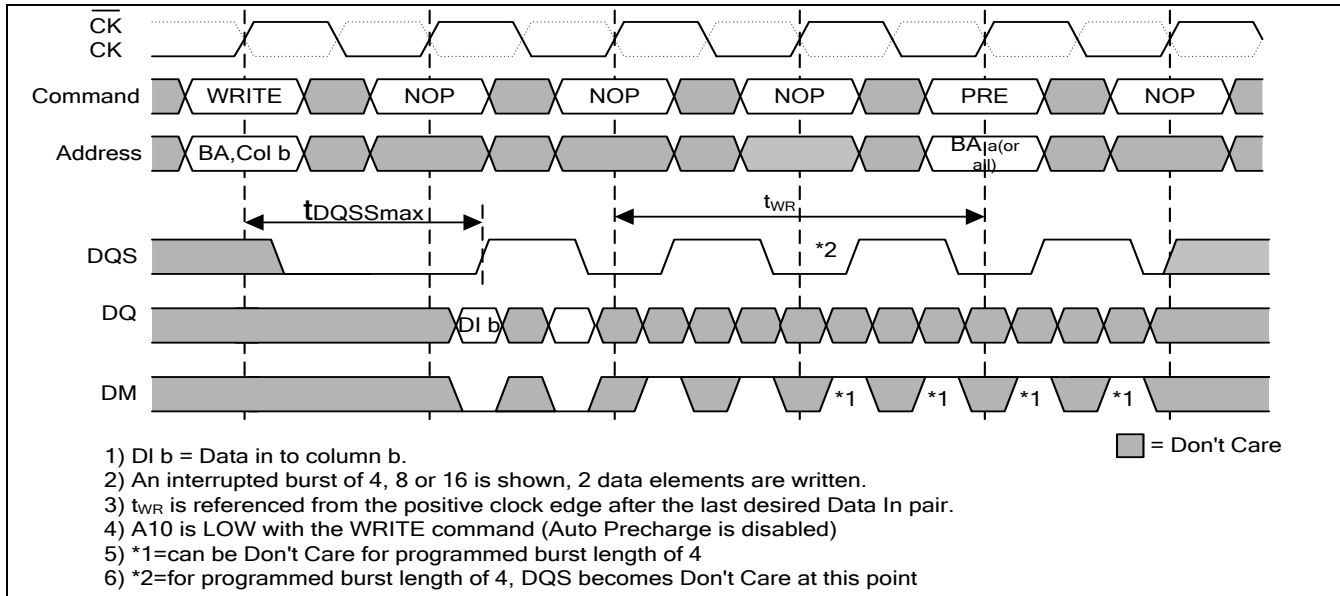 CK
CK
Command WRITE NOP NOP NOP PRE NOP
Address BA,Col b BA a(or
all)
tDQSSmax tWR
DQS *2
DQ DI b
DM *1 *1 *1 *1
= Don't Care
1) DI b = Data in to column b.
2) An interrupted burst of 4, 8 or 16 is shown, 2 data elements are written.
3) tWR is referenced from the positive clock edge after the last desired Data In pair.
4) A10 is LOW with the WRITE command (Auto Precharge is disabled)
5) *1=can be Don't Care for programmed burst length of 4
6) *2=for programmed burst length of 4, DQS becomes Don't Care at this point